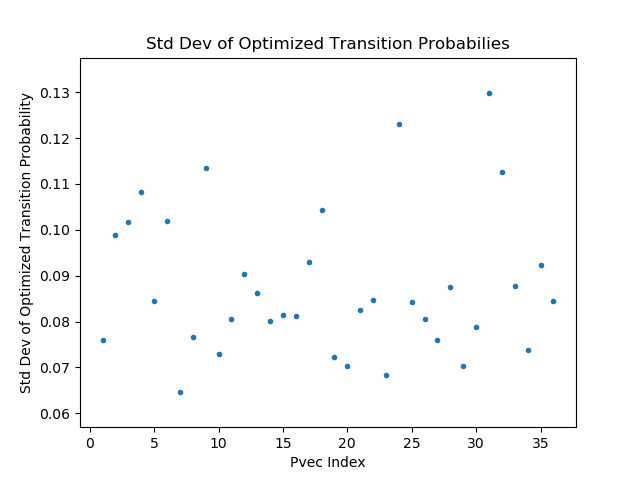 Std Dev of Optimized Transition Probabilies
Std Dev of Optimized Transition Probability
0.13
0.12
0.11
0.10
0.09
0.08
0.07
0.06
0 5 10 15 20 25 30 35
Pvec Index